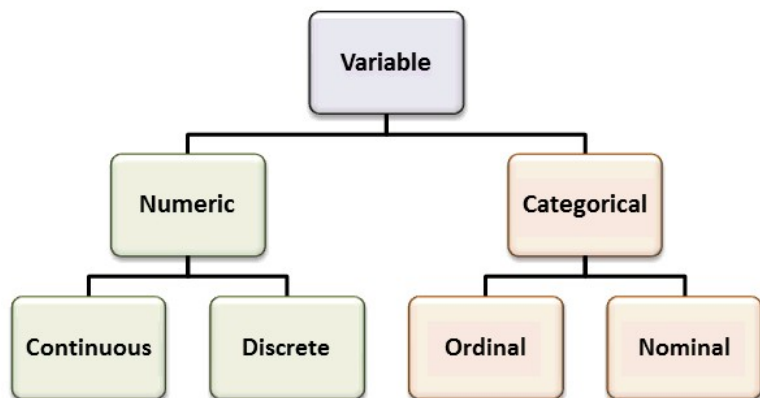 Variable
Numeric
Categorical
Continuous
Discrete
Ordinal
Nominal